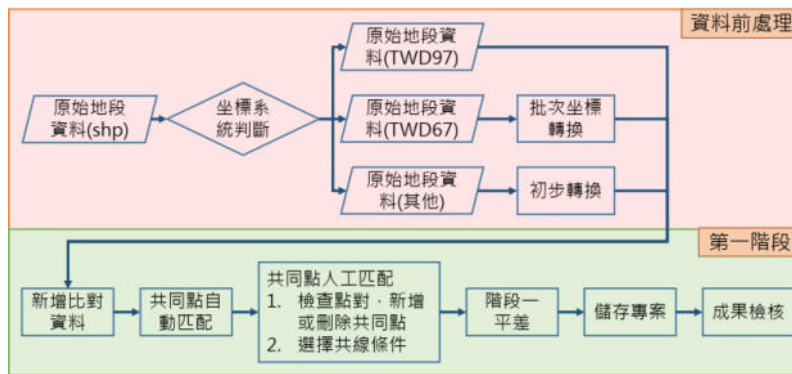 資料前處理
原始地段
資料(shp)
坐標系
統判斷
原始地段資
料(TWD97)
原始地段資
料(TWD67)
批次坐標
轉換
原始地段資
料(其他)
初步轉換
第一階段
新增比對
資料
共同點自
動匹配
共同點人工匹配
1. 檢查點對，新增
或刪除共同點
2. 選擇共線條件
階段一
平差
儲存專案
成果檢核